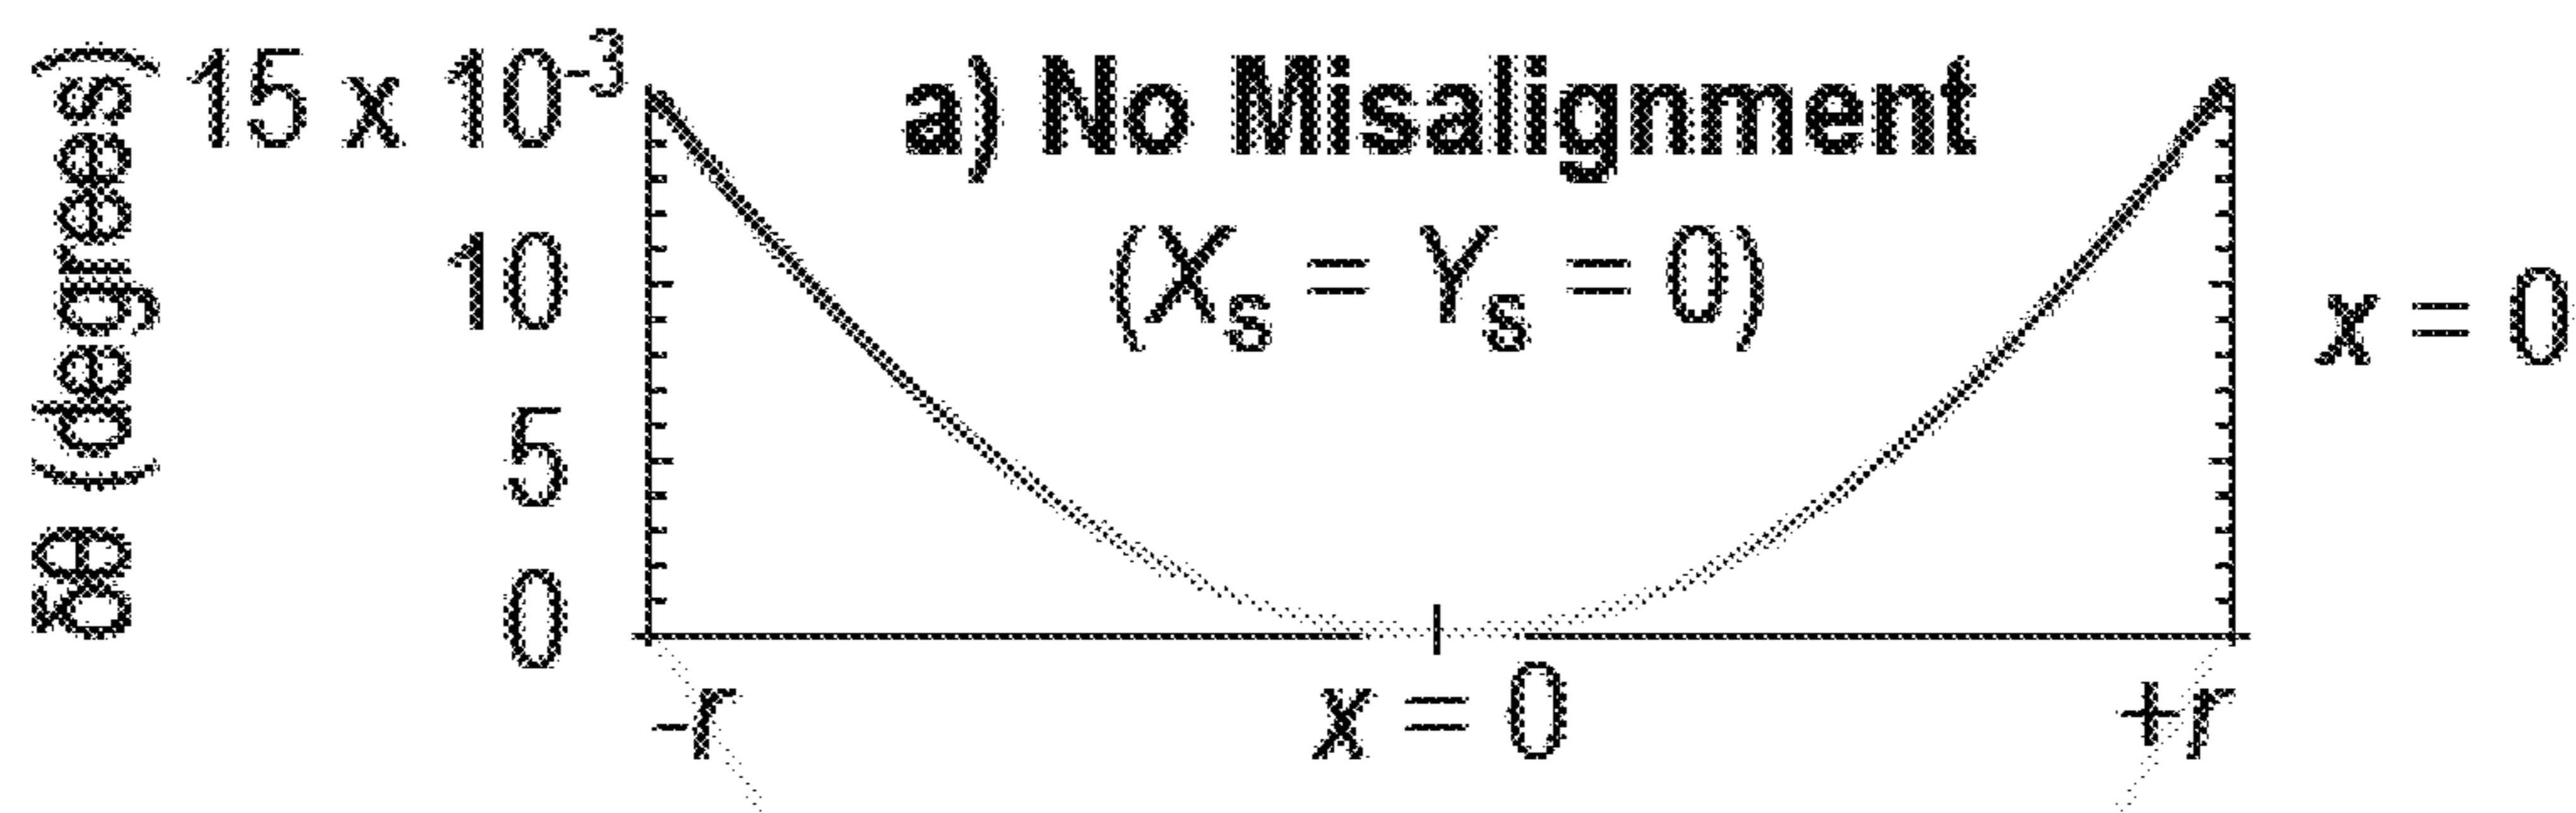 δθ (degrees)
15 x 10-3
10
5
0
a) No Misalignment
(Xs = Ys = 0)
x = 0
-r
x = 0
+r